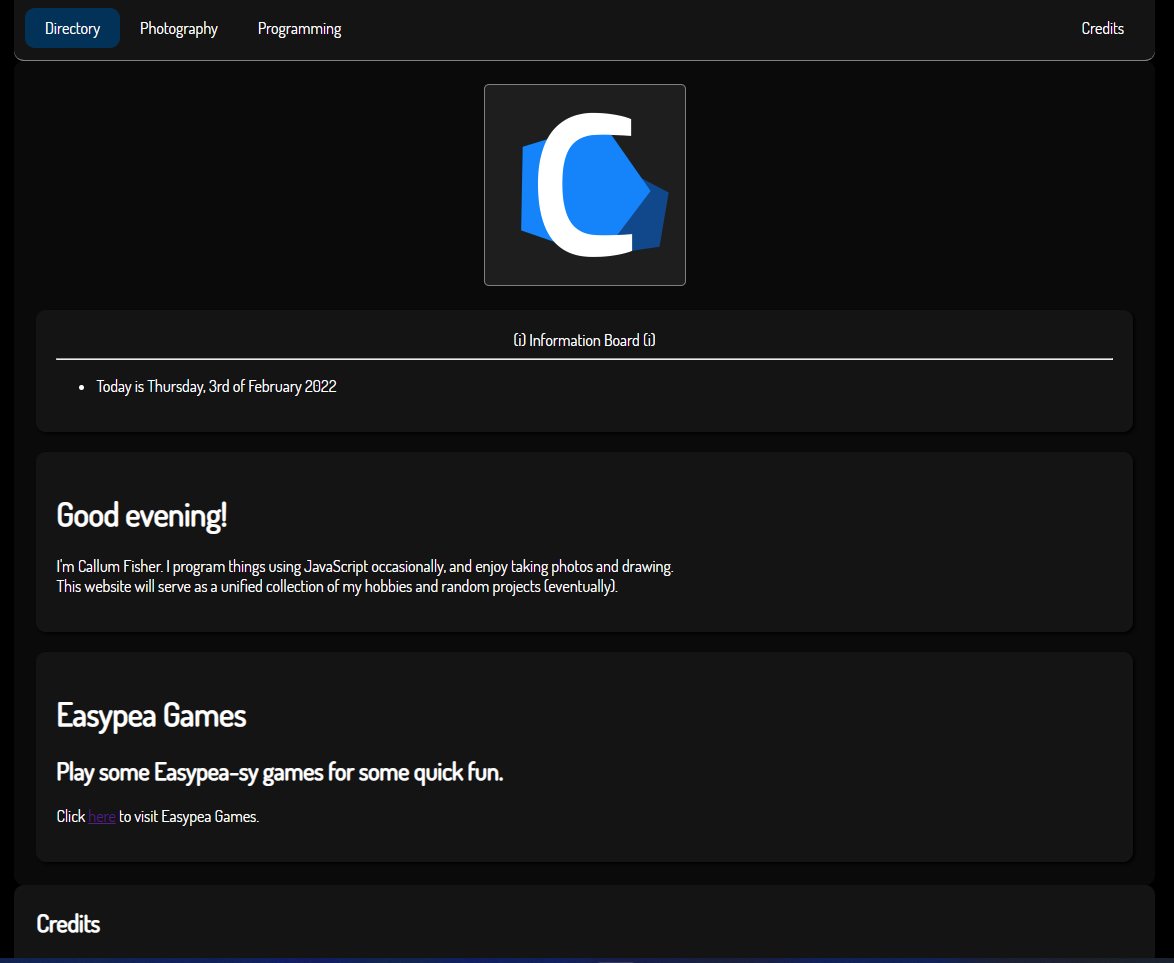 Directory Photography Programming Credits
C
(i) Information Board (i)
Today is Thursday, 3rd of February 2022
Good evening!
I'm Callum Fisher. I program things using JavaScript occasionally, and enjoy taking photos and drawing.
This website will serve as a unified collection of my hobbies and random projects (eventually).
Easypea Games
Play some Easypea-sy games for some quick fun.
Click here to visit Easypea Games.
Credits